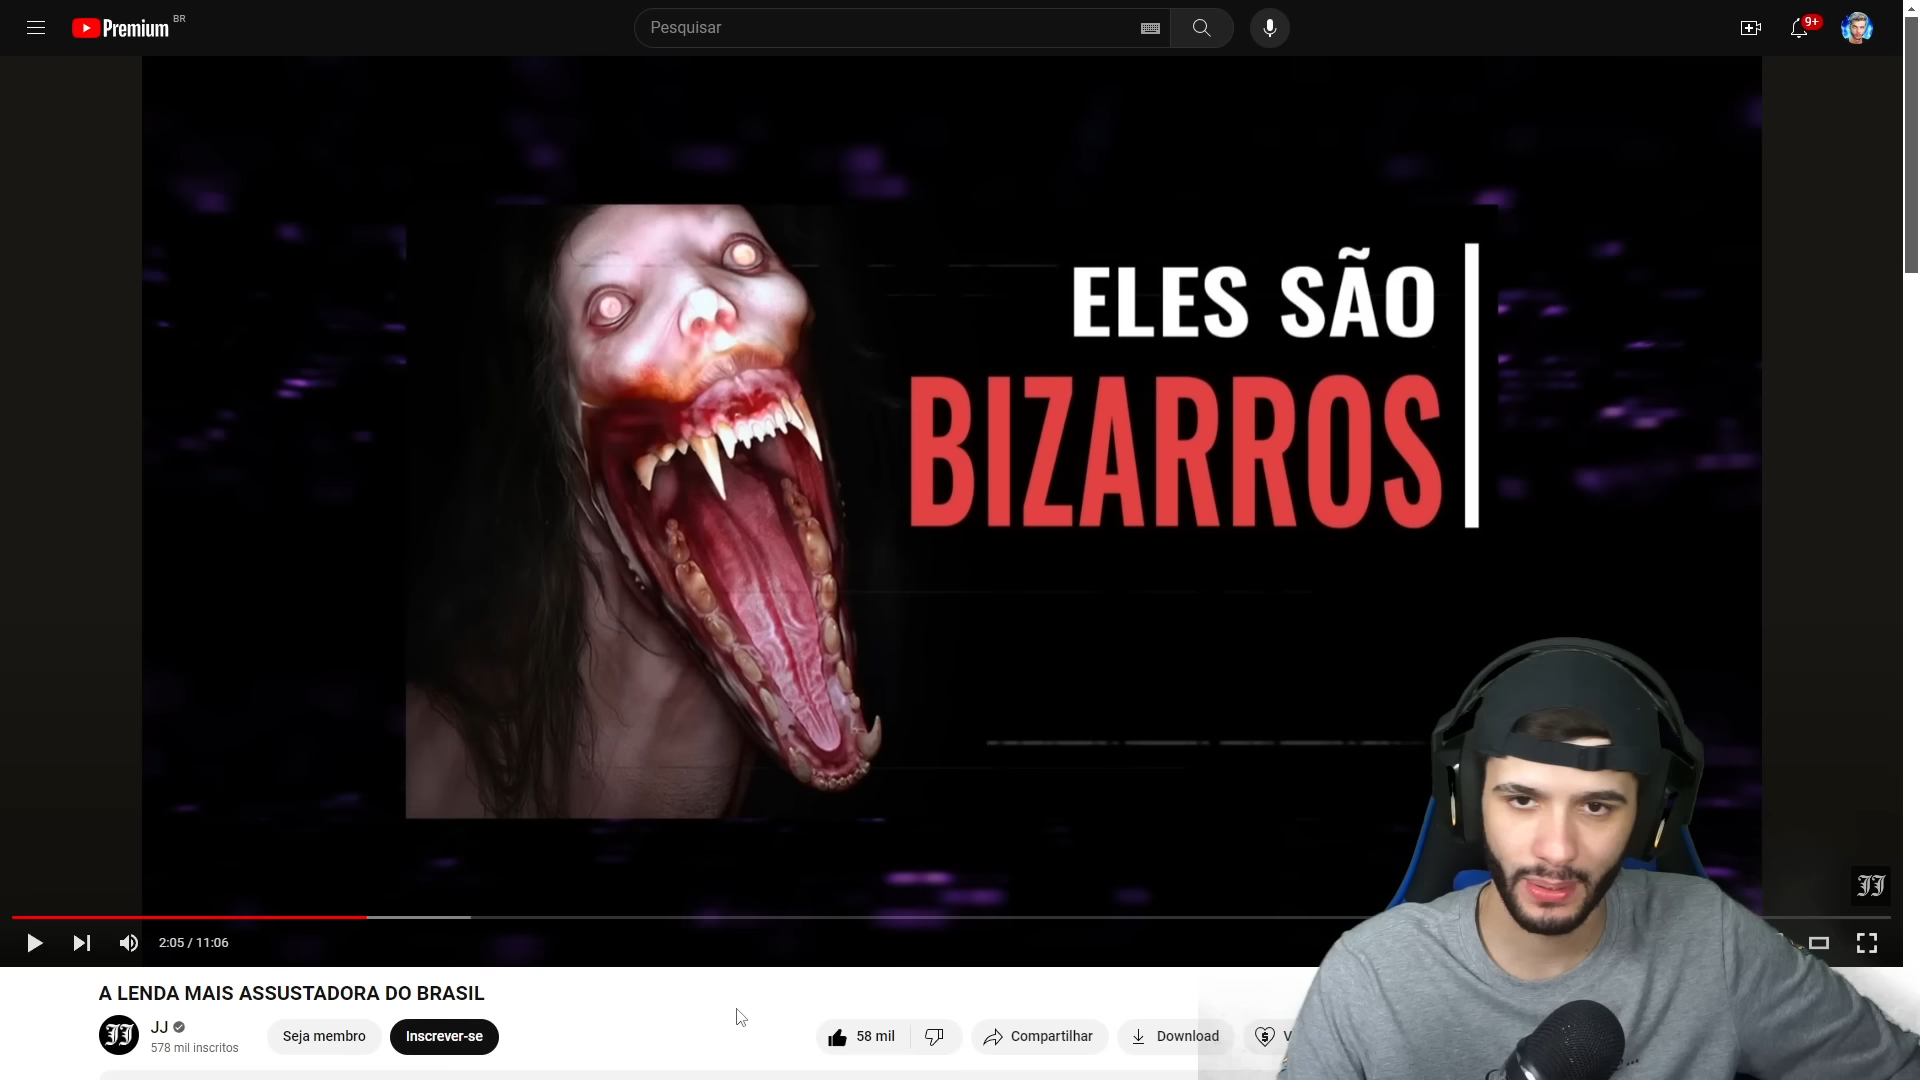 Premium BR
Pesquisar
9+
ELES SÃO
BIZARROS
JJ
2:05 / 11:06
A LENDA MAIS ASSUSTADORA DO BRASIL
JJ
JJ
578 mil inscritos
Seja membro
Inscrever-se
58 mil
Compartilhar
Download
V